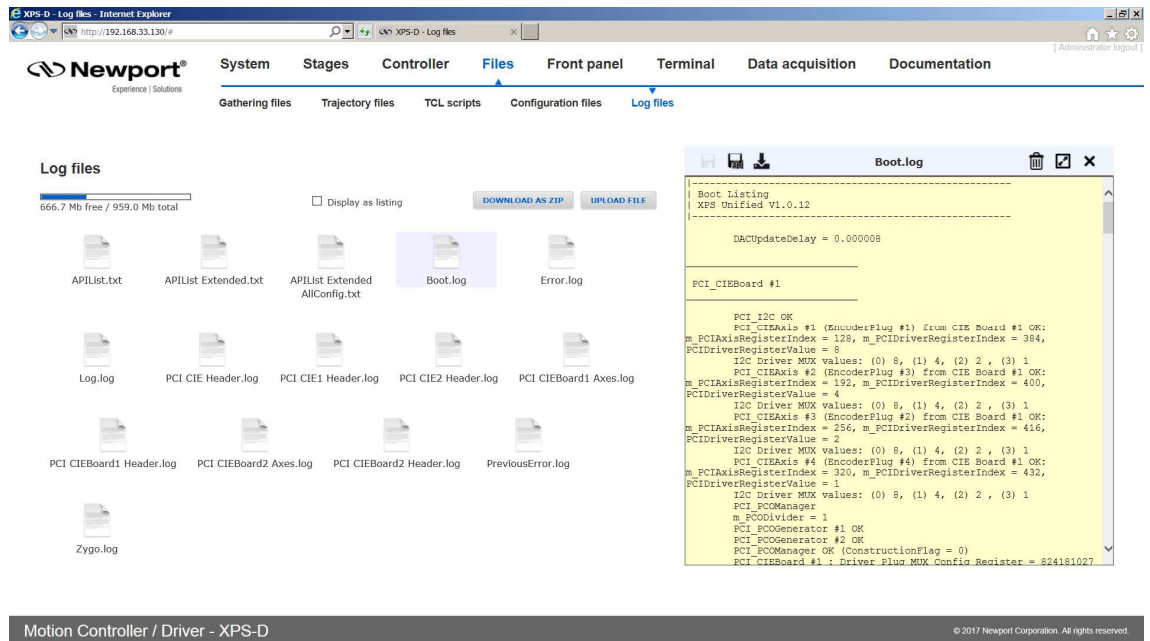 XPS-D - Log files - Internet Explorer
http://192.168.33.130/#
XPS-D - Log files
[ Administrator logout ]
Newport®
Experience | Solutions
System Stages Controller Files Front panel Terminal Data acquisition Documentation
Gathering files Trajectory files TCL scripts Configuration files Log files
Log files
666.7 Mb free / 959.0 Mb total
Display as listing
DOWNLOAD AS ZIP
UPLOAD FILE
APIList.txt
APIList Extended.txt
APIList Extended
AllConfig.txt
Boot.log
Error.log
Log.log
PCI CIE Header.log
PCI CIE1 Header.log
PCI CIE2 Header.log
PCI CIEBoard1 Axes.log
PCI CIEBoard1 Header.log
PCI CIEBoard2 Axes.log
PCI CIEBoard2 Header.log
PreviousError.log
Zygo.log
Boot.log
|------------------------------------------------------
| Boot Listing
| XPS Unified V1.0.12
|------------------------------------------------------
DACUpdateDelay = 0.000008
PCI_CIEBoard #1
PCI_I2C OK
PCI_CIEAxis #1 (EncoderPlug #1) from CIE Board #1 OK:
m_PCIAxisRegisterIndex = 128, m_PCIDriverRegisterIndex = 384,
PCIDriverRegisterValue = 8
I2C Driver MUX values: (0) 8, (1) 4, (2) 2 , (3) 1
PCI_CIEAxis #2 (EncoderPlug #3) from CIE Board #1 OK:
m_PCIAxisRegisterIndex = 192, m_PCIDriverRegisterIndex = 400,
PCIDriverRegisterValue = 4
I2C Driver MUX values: (0) 8, (1) 4, (2) 2 , (3) 1
PCI_CIEAxis #3 (EncoderPlug #2) from CIE Board #1 OK:
m_PCIAxisRegisterIndex = 256, m_PCIDriverRegisterIndex = 416,
PCIDriverRegisterValue = 2
I2C Driver MUX values: (0) 8, (1) 4, (2) 2 , (3) 1
PCI_CIEAxis #4 (EncoderPlug #4) from CIE Board #1 OK:
m_PCIAxisRegisterIndex = 320, m_PCIDriverRegisterIndex = 432,
PCIDriverRegisterValue = 1
I2C Driver MUX values: (0) 8, (1) 4, (2) 2 , (3) 1
PCI_PCOManager
m_PCODivider = 1
PCI_PCOGenerator #1 OK
PCI_PCOGenerator #2 OK
PCI_PCOManager OK (ConstructionFlag = 0)
PCI_CIEBoard #1 : Driver Plug MUX Config Register = 824181027
Motion Controller / Driver - XPS-D
© 2017 Newport Corporation. All rights reserved.